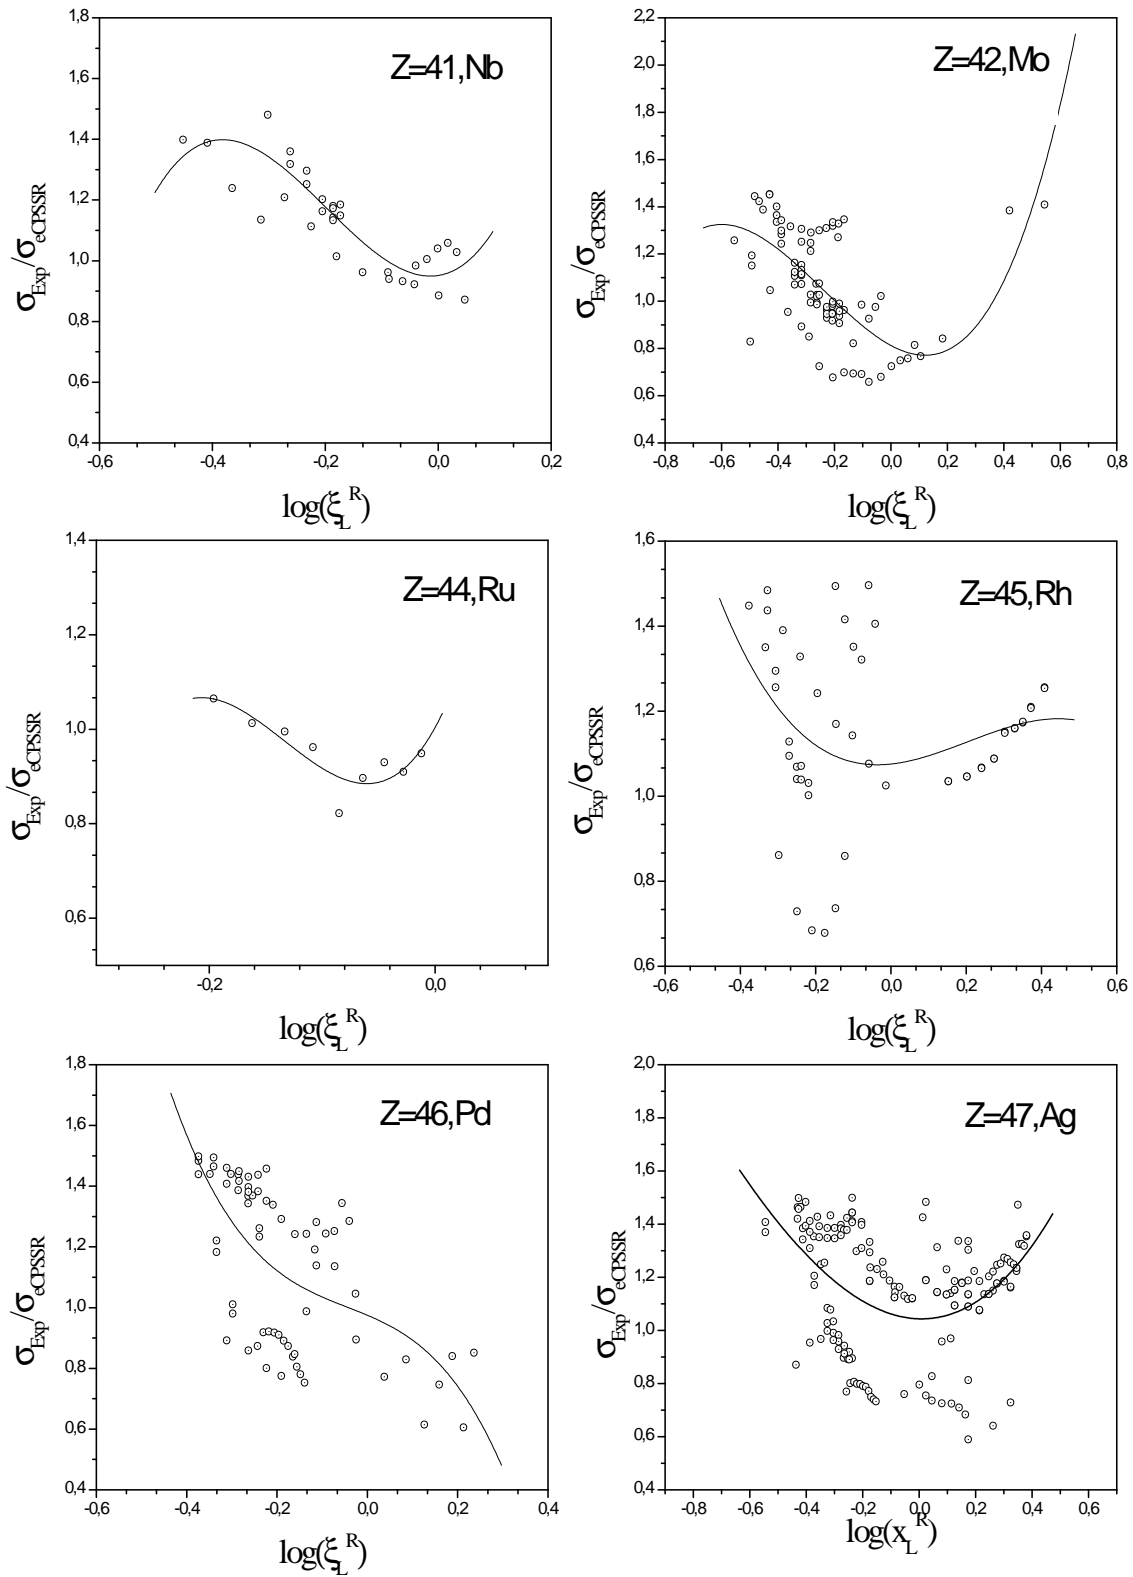 Z=41,Nb
1,8
1,6
1,4
1,2
1,0
0,8
0,6
0,4
-0,6 -0,4 -0,2 0,0 0,2
σExp/σeCPSSR
log(ξL^R)
Z=42,Mo
2,2
2,0
1,8
1,6
1,4
1,2
1,0
0,8
0,6
0,4
-0,8 -0,6 -0,4 -0,2 0,0 0,2 0,4 0,6 0,8
σExp/σeCPSSR
log(ξL^R)
Z=44,Ru
1,4
1,2
1,0
0,8
0,6
-0,2 0,0
σExp/σeCPSSR
log(ξL^R)
Z=45,Rh
1,6
1,4
1,2
1,0
0,8
0,6
-0,6 -0,4 -0,2 0,0 0,2 0,4 0,6
σExp/σeCPSSR
log(ξL^R)
Z=46,Pd
1,8
1,6
1,4
1,2
1,0
0,8
0,6
0,4
-0,6 -0,4 -0,2 0,0 0,2 0,4
σExp/σeCPSSR
log(ξL^R)
Z=47,Ag
2,0
1,8
1,6
1,4
1,2
1,0
0,8
0,6
0,4
-0,8 -0,6 -0,4 -0,2 0,0 0,2 0,4 0,6
σExp/σeCPSSR
log(xL^R)